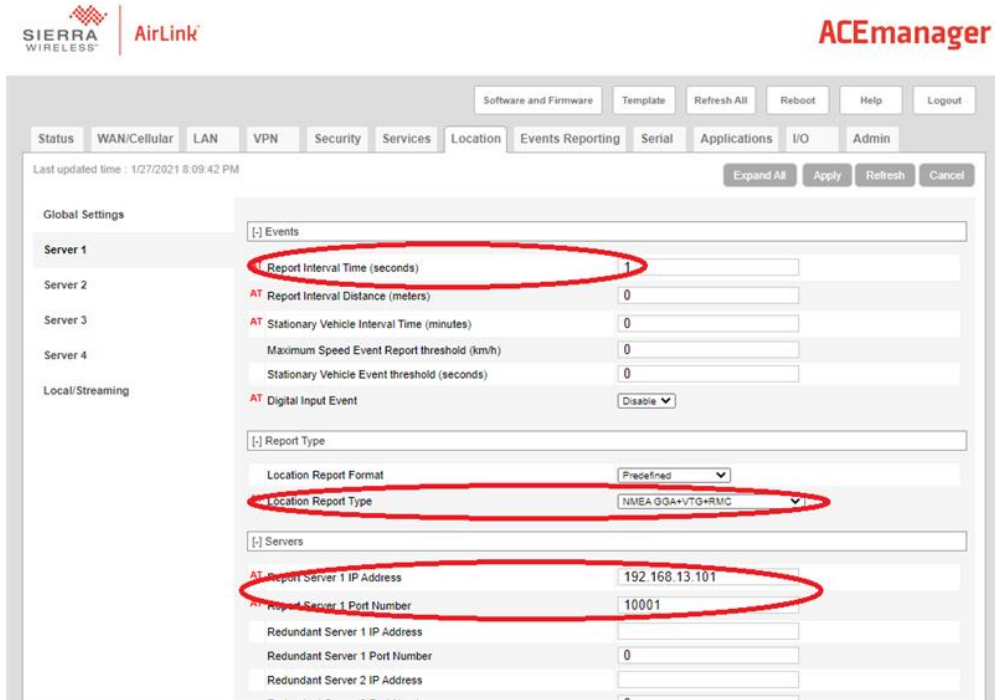 SIERRA
WIRELESS
AirLink
ACEmanager
Software and Firmware Template Refresh All Reboot Help Logout
Status WAN/Cellular LAN VPN Security Services Location Events Reporting Serial Applications I/O Admin
Last updated time : 1/27/2021 8:09:42 PM
Expand All Apply Refresh Cancel
Global Settings
Server 1
Server 2
Server 3
Server 4
Local/Streaming
[-] Events
AT Report Interval Time (seconds) 1
AT Report Interval Distance (meters) 0
AT Stationary Vehicle Interval Time (minutes) 0
Maximum Speed Event Report threshold (km/h) 0
Stationary Vehicle Event threshold (seconds) 0
AT Digital Input Event Disable
[-] Report Type
Location Report Format Predefined
Location Report Type NMEA GGA+VTG+RMC
[-] Servers
AT Report Server 1 IP Address 192.168.13.101
AT Report Server 1 Port Number 10001
Redundant Server 1 IP Address
Redundant Server 1 Port Number 0
Redundant Server 2 IP Address